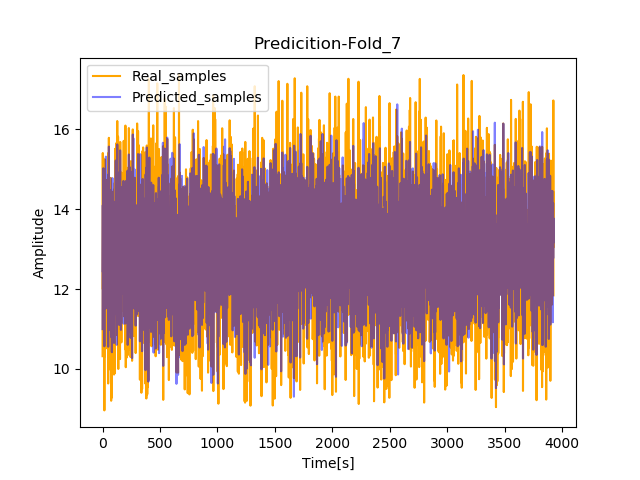 Predicition-Fold_7
Real_samples
Predicted_samples
16
14
12
10
Amplitude
0 500 1000 1500 2000 2500 3000 3500 4000
Time[s]